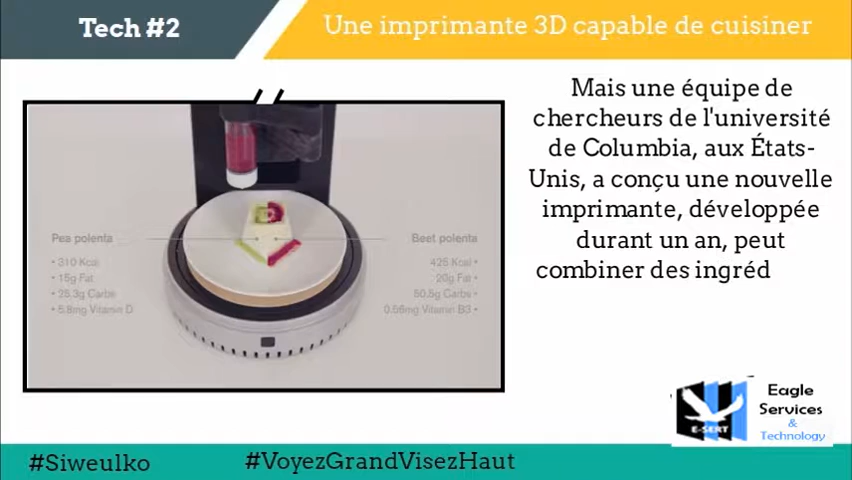 Tech #2
Une imprimante 3D capable de cuisiner
Mais une équipe de
chercheurs de l'université
de Columbia, aux États-
Unis, a conçu une nouvelle
imprimante, développée
durant un an, peut
combiner des ingréd
Pea polenta
• 310 Kcal
• 15g Fat
• 25.3g Carbs
• 5.8mg Vitamin D
Beet polenta
425 Kcal •
20g Fat •
50.5g Carbs •
0.56mg Vitamin B3 •
E-SERT
Eagle
Services
&
Technology
#Siweulko
#VoyezGrandVisezHaut